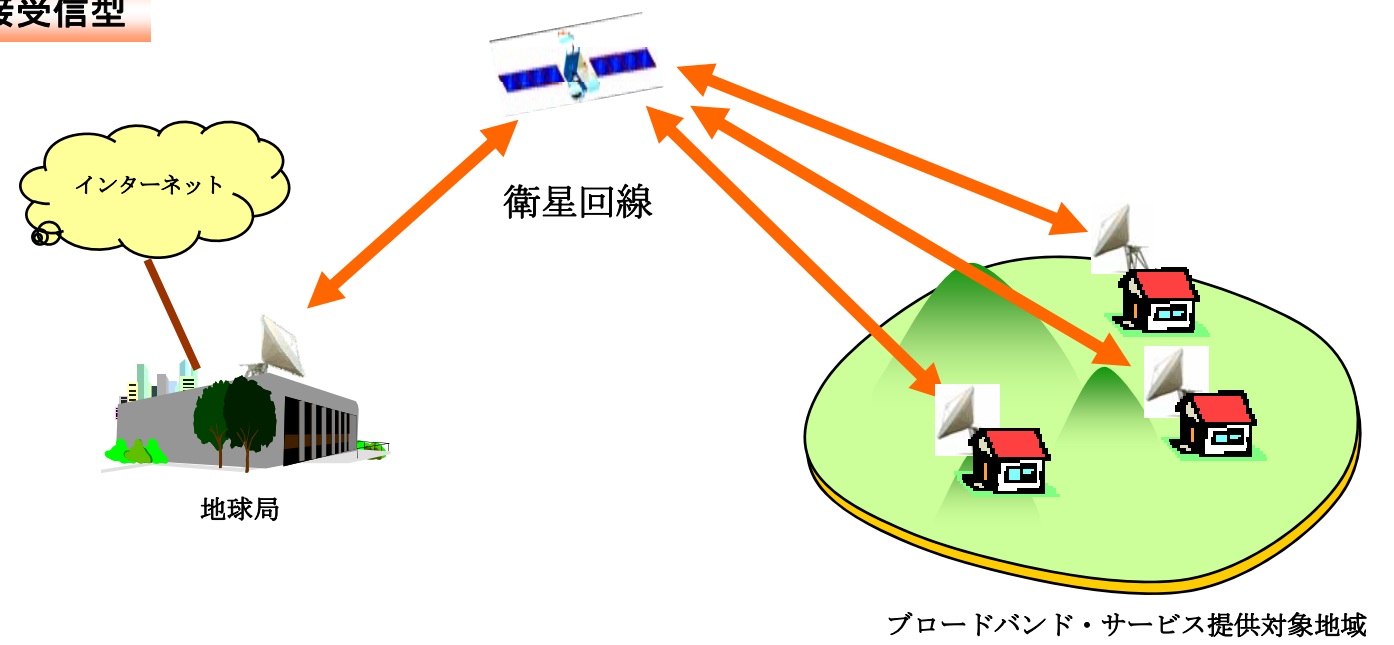 接受信型
インターネット
衛星回線
地球局
ブロードバンド・サービス提供対象地域